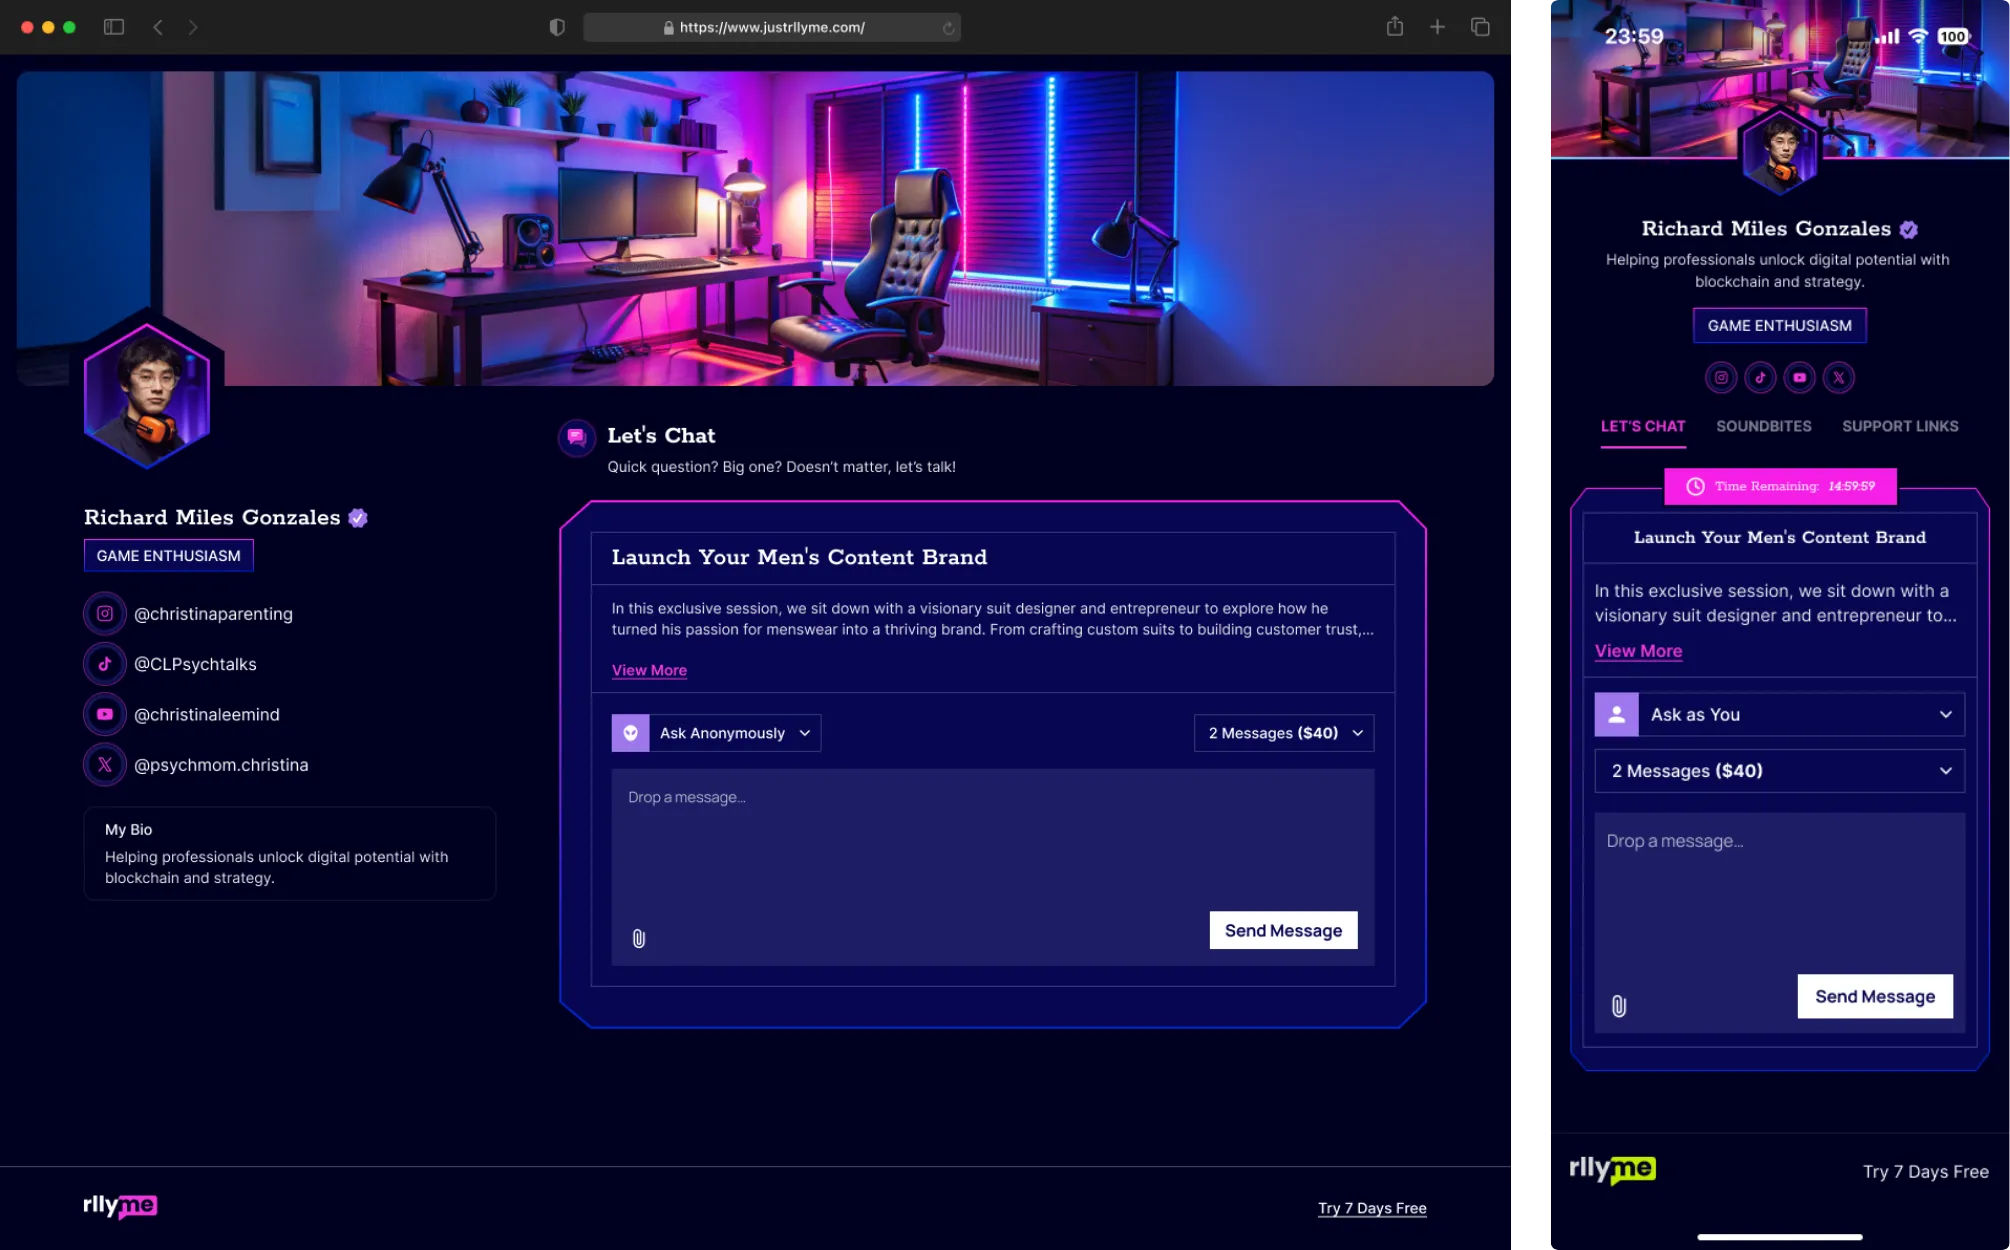 https://www.justrllyme.com/
Richard Miles Gonzales
GAME ENTHUSIASM
@christinaparenting
@CLPsychtalks
@christinaleemind
@psychmom.christina
My Bio
Helping professionals unlock digital potential with
blockchain and strategy.
Let's Chat
Quick question? Big one? Doesn't matter, let's talk!
Launch Your Men's Content Brand
In this exclusive session, we sit down with a visionary suit designer and entrepreneur to explore how he
turned his passion for menswear into a thriving brand. From crafting custom suits to building customer trust,...
View More
Ask Anonymously
2 Messages ($40)
Drop a message...
Send Message
rllyme
Try 7 Days Free
23:59
100
Richard Miles Gonzales
Helping professionals unlock digital potential with
blockchain and strategy.
GAME ENTHUSIASM
LET'S CHAT SOUNDBITES SUPPORT LINKS
Time Remaining: 14:59:59
Launch Your Men's Content Brand
In this exclusive session, we sit down with a
visionary suit designer and entrepreneur to...
View More
Ask as You
2 Messages ($40)
Drop a message...
Send Message
rllyme
Try 7 Days Free